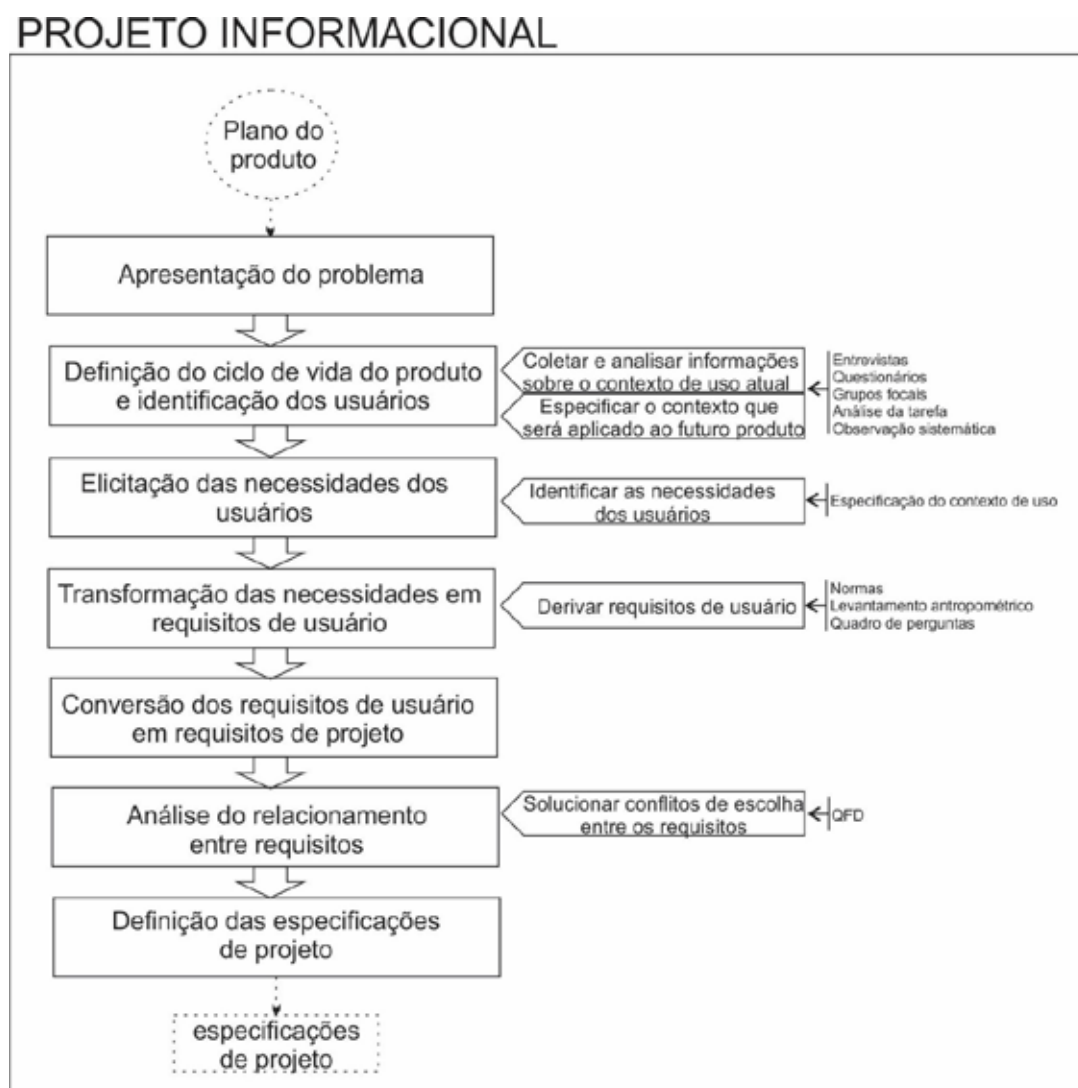 PROJETO INFORMACIONAL
Plano do
produto
Apresentação do problema
Definição do ciclo de vida do produto
e identificação dos usuários
Coletar e analisar informações
sobre o contexto de uso atual
Especificar o contexto que
será aplicado ao futuro produto
Entrevistas
Questionários
Grupos focais
Análise da tarefa
Observação sistemática
Elicitação das necessidades dos
usuários
Identificar as necessidades
dos usuários
Especificação do contexto de uso
Transformação das necessidades em
requisitos de usuário
Derivar requisitos de usuário
Normas
Levantamento antropométrico
Quadro de perguntas
Conversão dos requisitos de usuário
em requisitos de projeto
Análise do relacionamento
entre requisitos
Solucionar conflitos de escolha
entre os requisitos
QFD
Definição das especificações
de projeto
especificações
de projeto